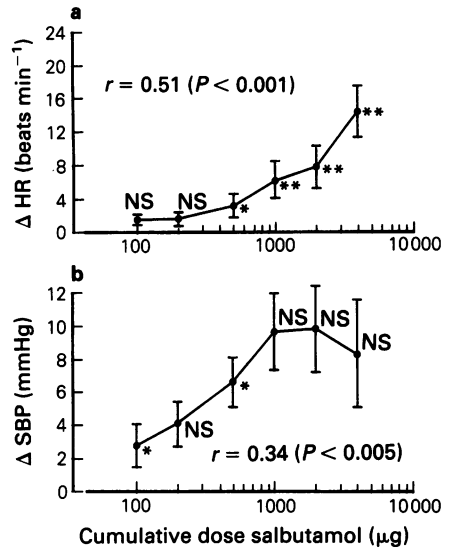 a
24
20
16
12
8
4
0
Δ HR (beats min⁻¹)
r = 0.51 (P < 0.001)
NS NS * ** ** **
100 1000 10000
b
12
10
8
6
4
2
0
Δ SBP (mmHg)
* NS * NS NS NS
r = 0.34 (P < 0.005)
100 1000 10000
Cumulative dose salbutamol (μg)